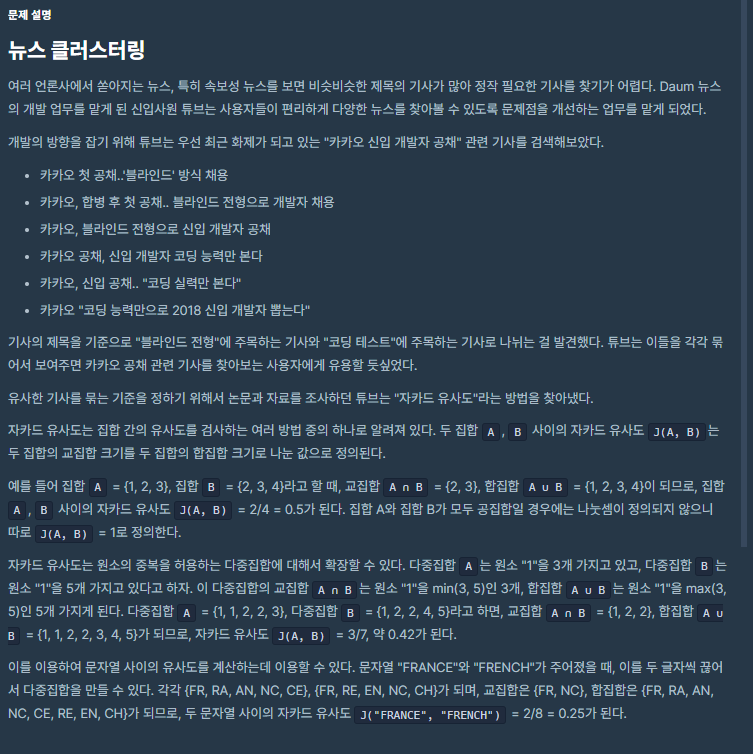 문제 설명
뉴스 클러스터링
여러 언론사에서 쏟아지는 뉴스, 특히 속보성 뉴스를 보면 비슷비슷한 제목의 기사가 많아 정작 필요한 기사를 찾기가 어렵다. Daum 뉴스
의 개발 업무를 맡게 된 신입사원 튜브는 사용자들이 편리하게 다양한 뉴스를 찾아볼 수 있도록 문제점을 개선하는 업무를 맡게 되었다.
개발의 방향을 잡기 위해 튜브는 우선 최근 화제가 되고 있는 "카카오 신입 개발자 공채" 관련 기사를 검색해보았다.
• 카카오 첫 공채..'블라인드' 방식 채용
• 카카오, 합병 후 첫 공채.. 블라인드 전형으로 개발자 채용
• 카카오, 블라인드 전형으로 신입 개발자 공채
• 카카오 공채, 신입 개발자 코딩 능력만 본다
• 카카오, 신입 공채.. "코딩 실력만 본다"
• 카카오 "코딩 능력만으로 2018 신입 개발자 뽑는다"
기사의 제목을 기준으로 "블라인드 전형"에 주목하는 기사와 "코딩 테스트"에 주목하는 기사로 나뉘는 걸 발견했다. 튜브는 이들을 각각 묶
어서 보여주면 카카오 공채 관련 기사를 찾아보는 사용자에게 유용할 듯싶었다.
유사한 기사를 묶는 기준을 정하기 위해서 논문과 자료를 조사하던 튜브는 "자카드 유사도"라는 방법을 찾아냈다.
자카드 유사도는 집합 간의 유사도를 검사하는 여러 방법 중의 하나로 알려져 있다. 두 집합 A, B 사이의 자카드 유사도 J(A, B)는
두 집합의 교집합 크기를 두 집합의 합집합 크기로 나눈 값으로 정의된다.
예를 들어 집합 A = {1, 2, 3}, 집합 B = {2, 3, 4}라고 할 때, 교집합 A ∩ B = {2, 3}, 합집합 A ∪ B = {1, 2, 3, 4}이 되므로, 집합
A, B 사이의 자카드 유사도 J(A, B) = 2/4 = 0.5가 된다. 집합 A와 집합 B가 모두 공집합일 경우에는 나눗셈이 정의되지 않으니
따로 J(A, B) = 1로 정의한다.
자카드 유사도는 원소의 중복을 허용하는 다중집합에 대해서 확장할 수 있다. 다중집합 A는 원소 "1"을 3개 가지고 있고, 다중집합 B는
원소 "1"을 5개 가지고 있다고 하자. 이 다중집합의 교집합 A ∩ B는 원소 "1"을 min(3, 5)인 3개, 합집합 A ∪ B는 원소 "1"을 max(3,
5)인 5개 가지게 된다. 다중집합 A = {1, 1, 2, 2, 3}, 다중집합 B = {1, 2, 2, 4, 5}라고 하면, 교집합 A ∩ B = {1, 2, 2}, 합집합 A ∪
B = {1, 1, 2, 2, 3, 4, 5}가 되므로, 자카드 유사도 J(A, B) = 3/7, 약 0.42가 된다.
이를 이용하여 문자열 사이의 유사도를 계산하는데 이용할 수 있다. 문자열 "FRANCE"와 "FRENCH"가 주어졌을 때, 이를 두 글자씩 끊어
서 다중집합을 만들 수 있다. 각각 {FR, RA, AN, NC, CE}, {FR, RE, EN, NC, CH}가 되며, 교집합은 {FR, NC}, 합집합은 {FR, RA, AN,
NC, CE, RE, EN, CH}가 되므로, 두 문자열 사이의 자카드 유사도 J("FRANCE", "FRENCH") = 2/8 = 0.25가 된다.